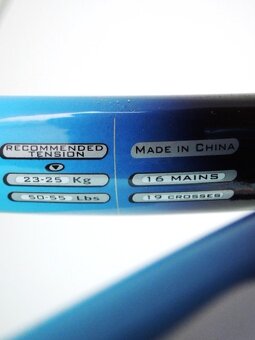 RECOMMENDED
TENSION
23-25 Kg
50-55 Lbs
MADE IN CHINA
16 MAINS
19 CROSSES